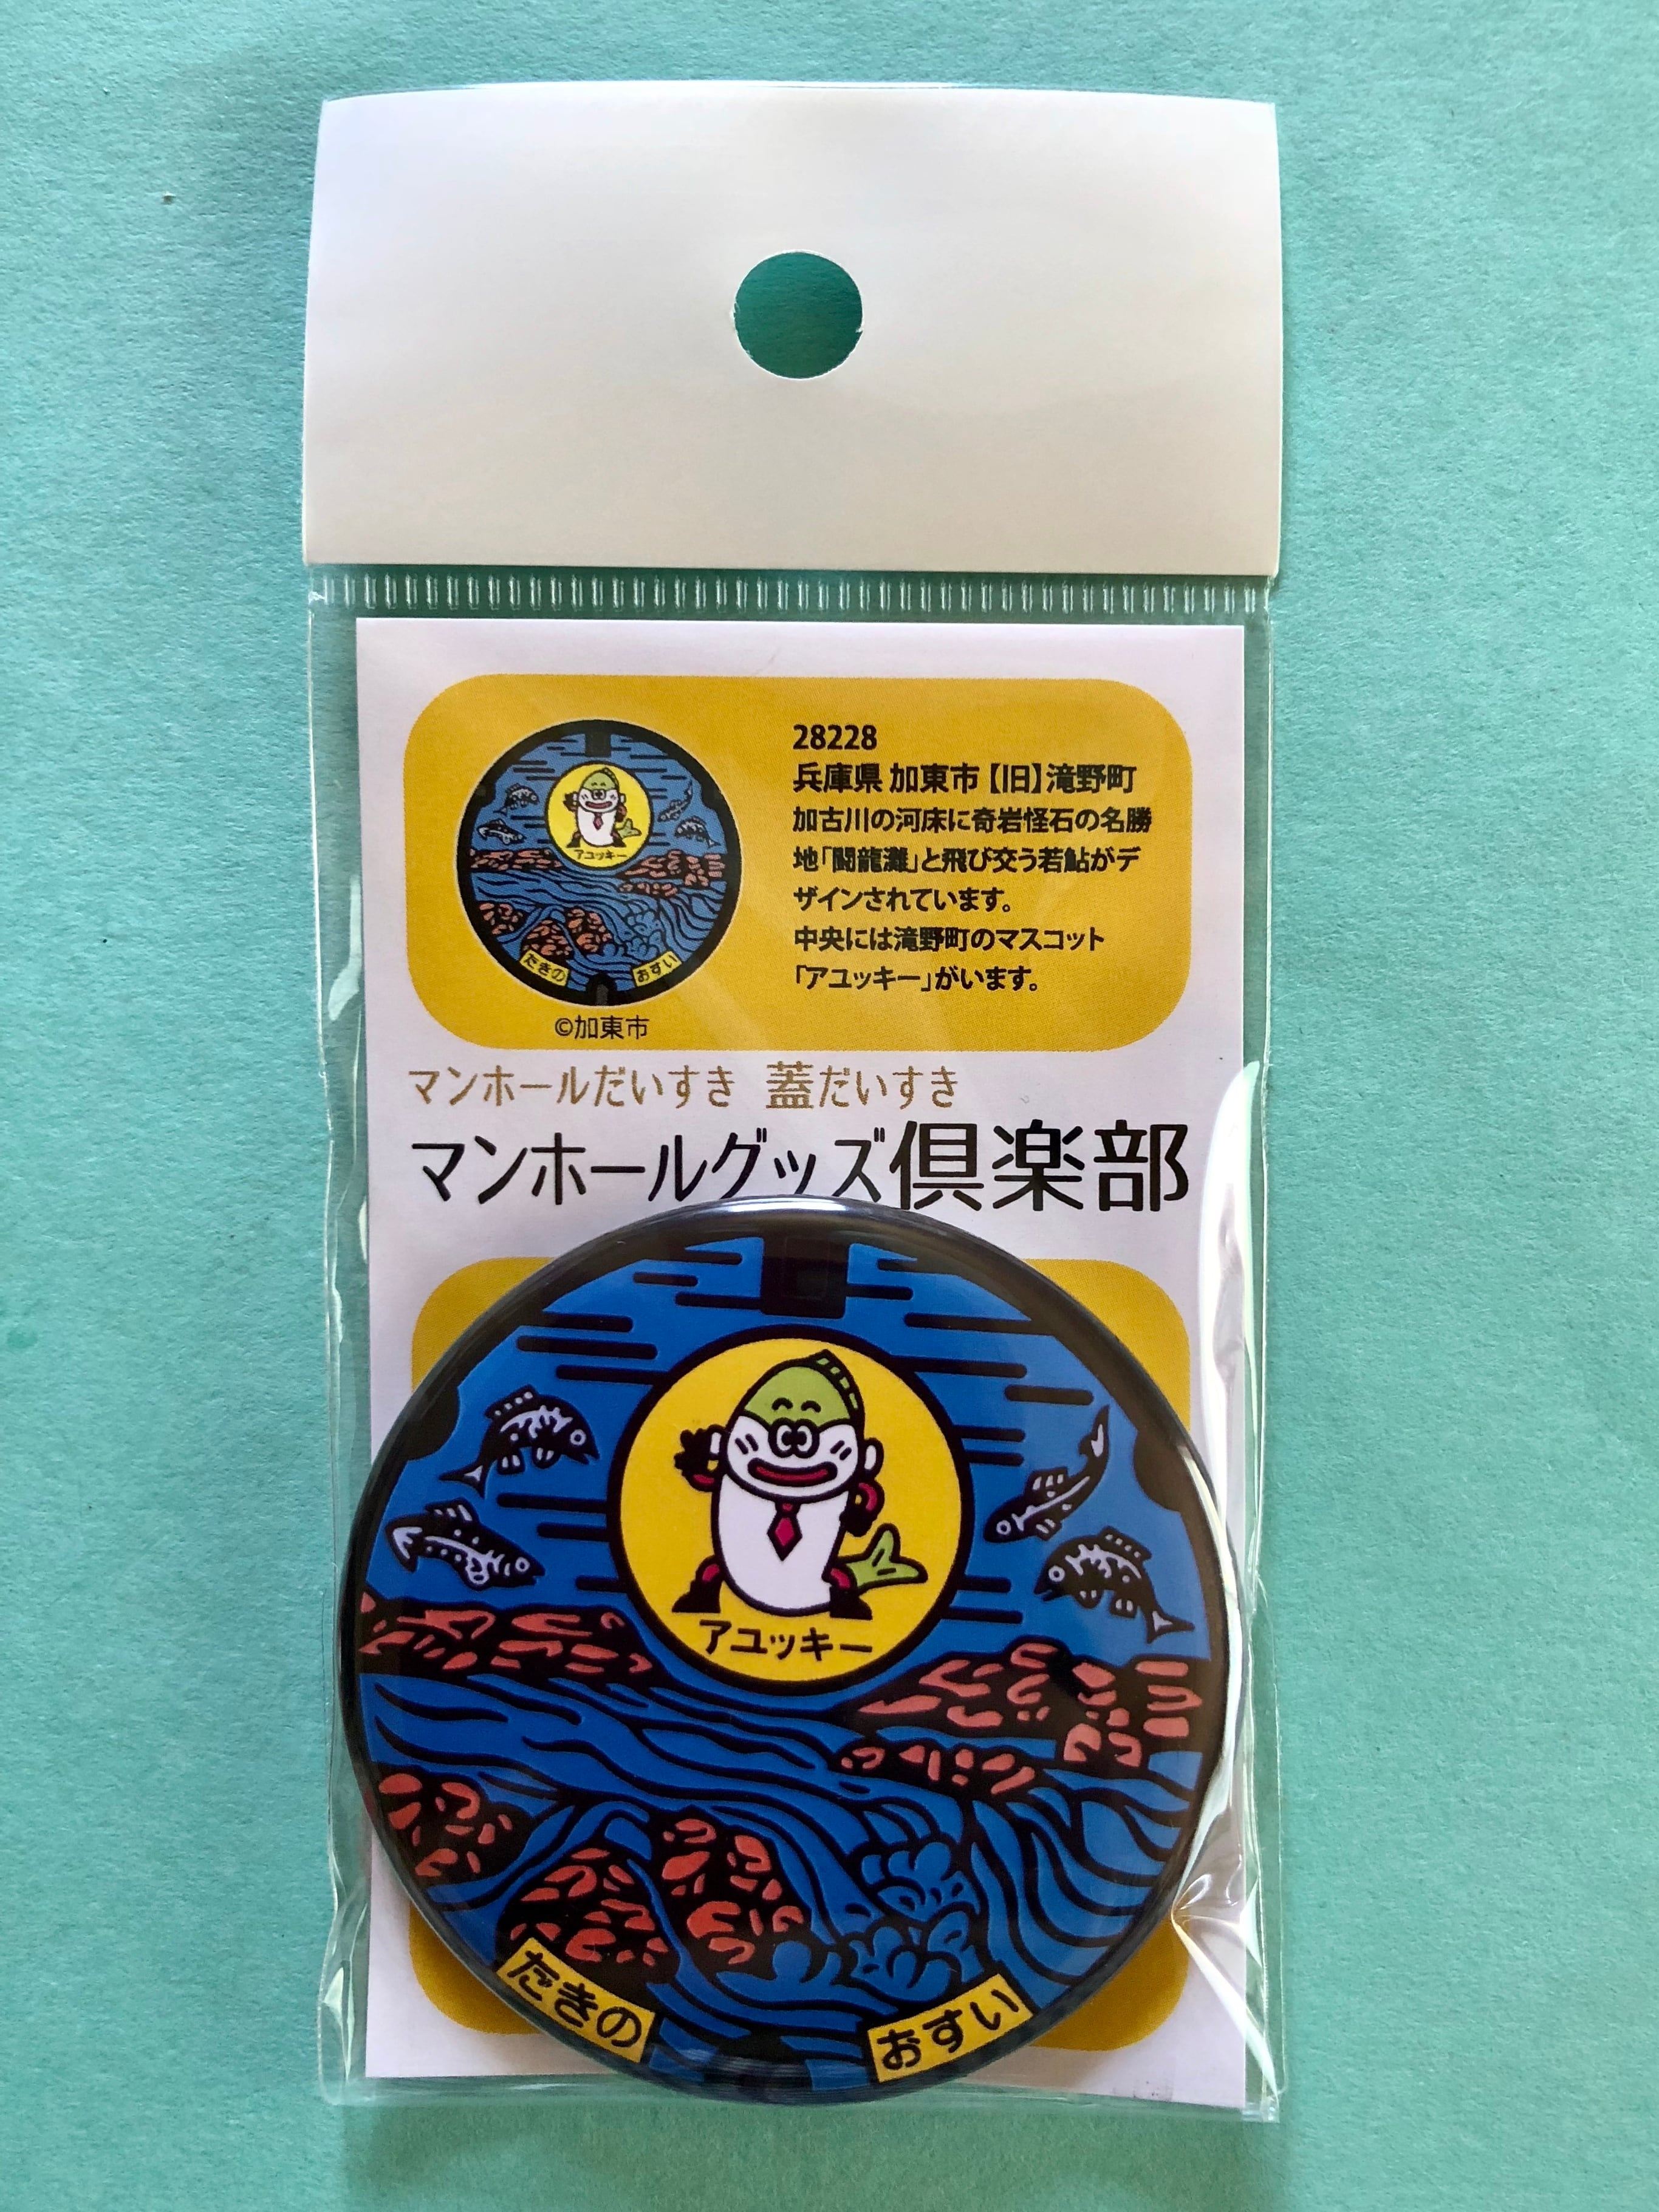 28228
兵庫県 加東市【旧】滝野町
加古川の河床に奇岩怪石の名勝
地「闘龍灘」と飛び交う若鮎がデ
ザインされています。
中央には滝野町のマスコット
「アユッキー」がいます。
アユッキー
たきの
おすい
©加東市
マンホールだいすき 蓋だいすき
マンホールグッズ倶楽部
アユッキー
たきの
おすい